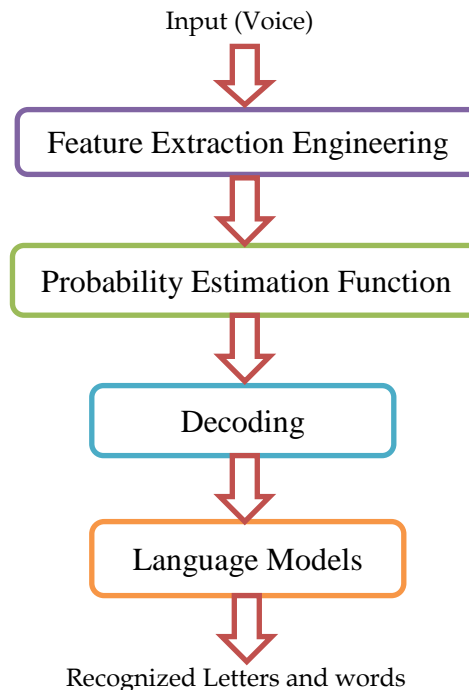 Input (Voice)
Feature Extraction Engineering
Probability Estimation Function
Decoding
Language Models
Recognized Letters and words